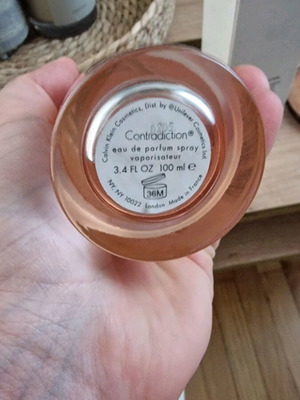 Calvin Klein Cosmetics, Dist. by @Unilever Cosmetics Int.
Contradiction®
eau de parfum spray
vaporisateur
3.4 FL OZ 100 ml ℮
36M
NY, NY 10022 London Made in France